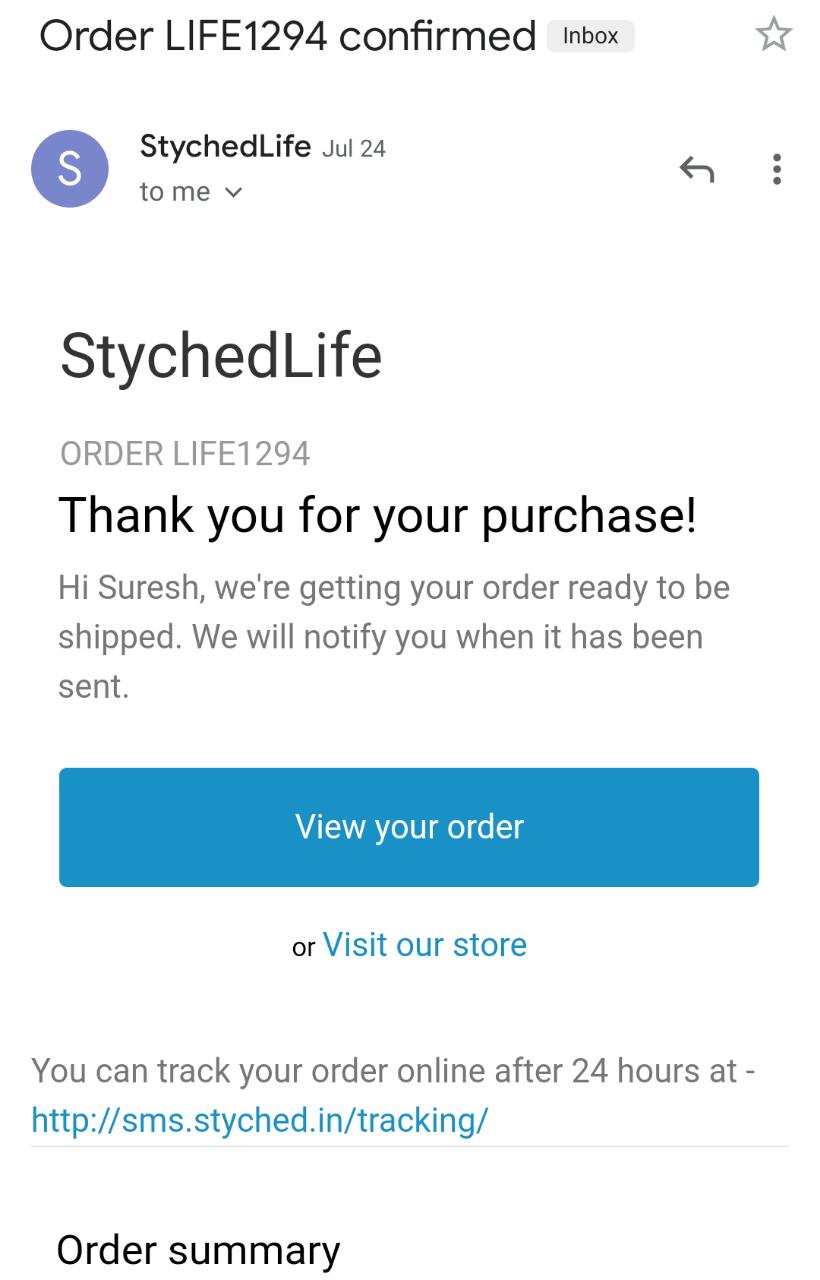 Order LIFE1294 confirmed Inbox
S
StychedLife Jul 24
to me
StychedLife
ORDER LIFE1294
Thank you for your purchase!
Hi Suresh, we're getting your order ready to be
shipped. We will notify you when it has been
sent.
View your order
or Visit our store
You can track your order online after 24 hours at -
http://sms.styched.in/tracking/
Order summary